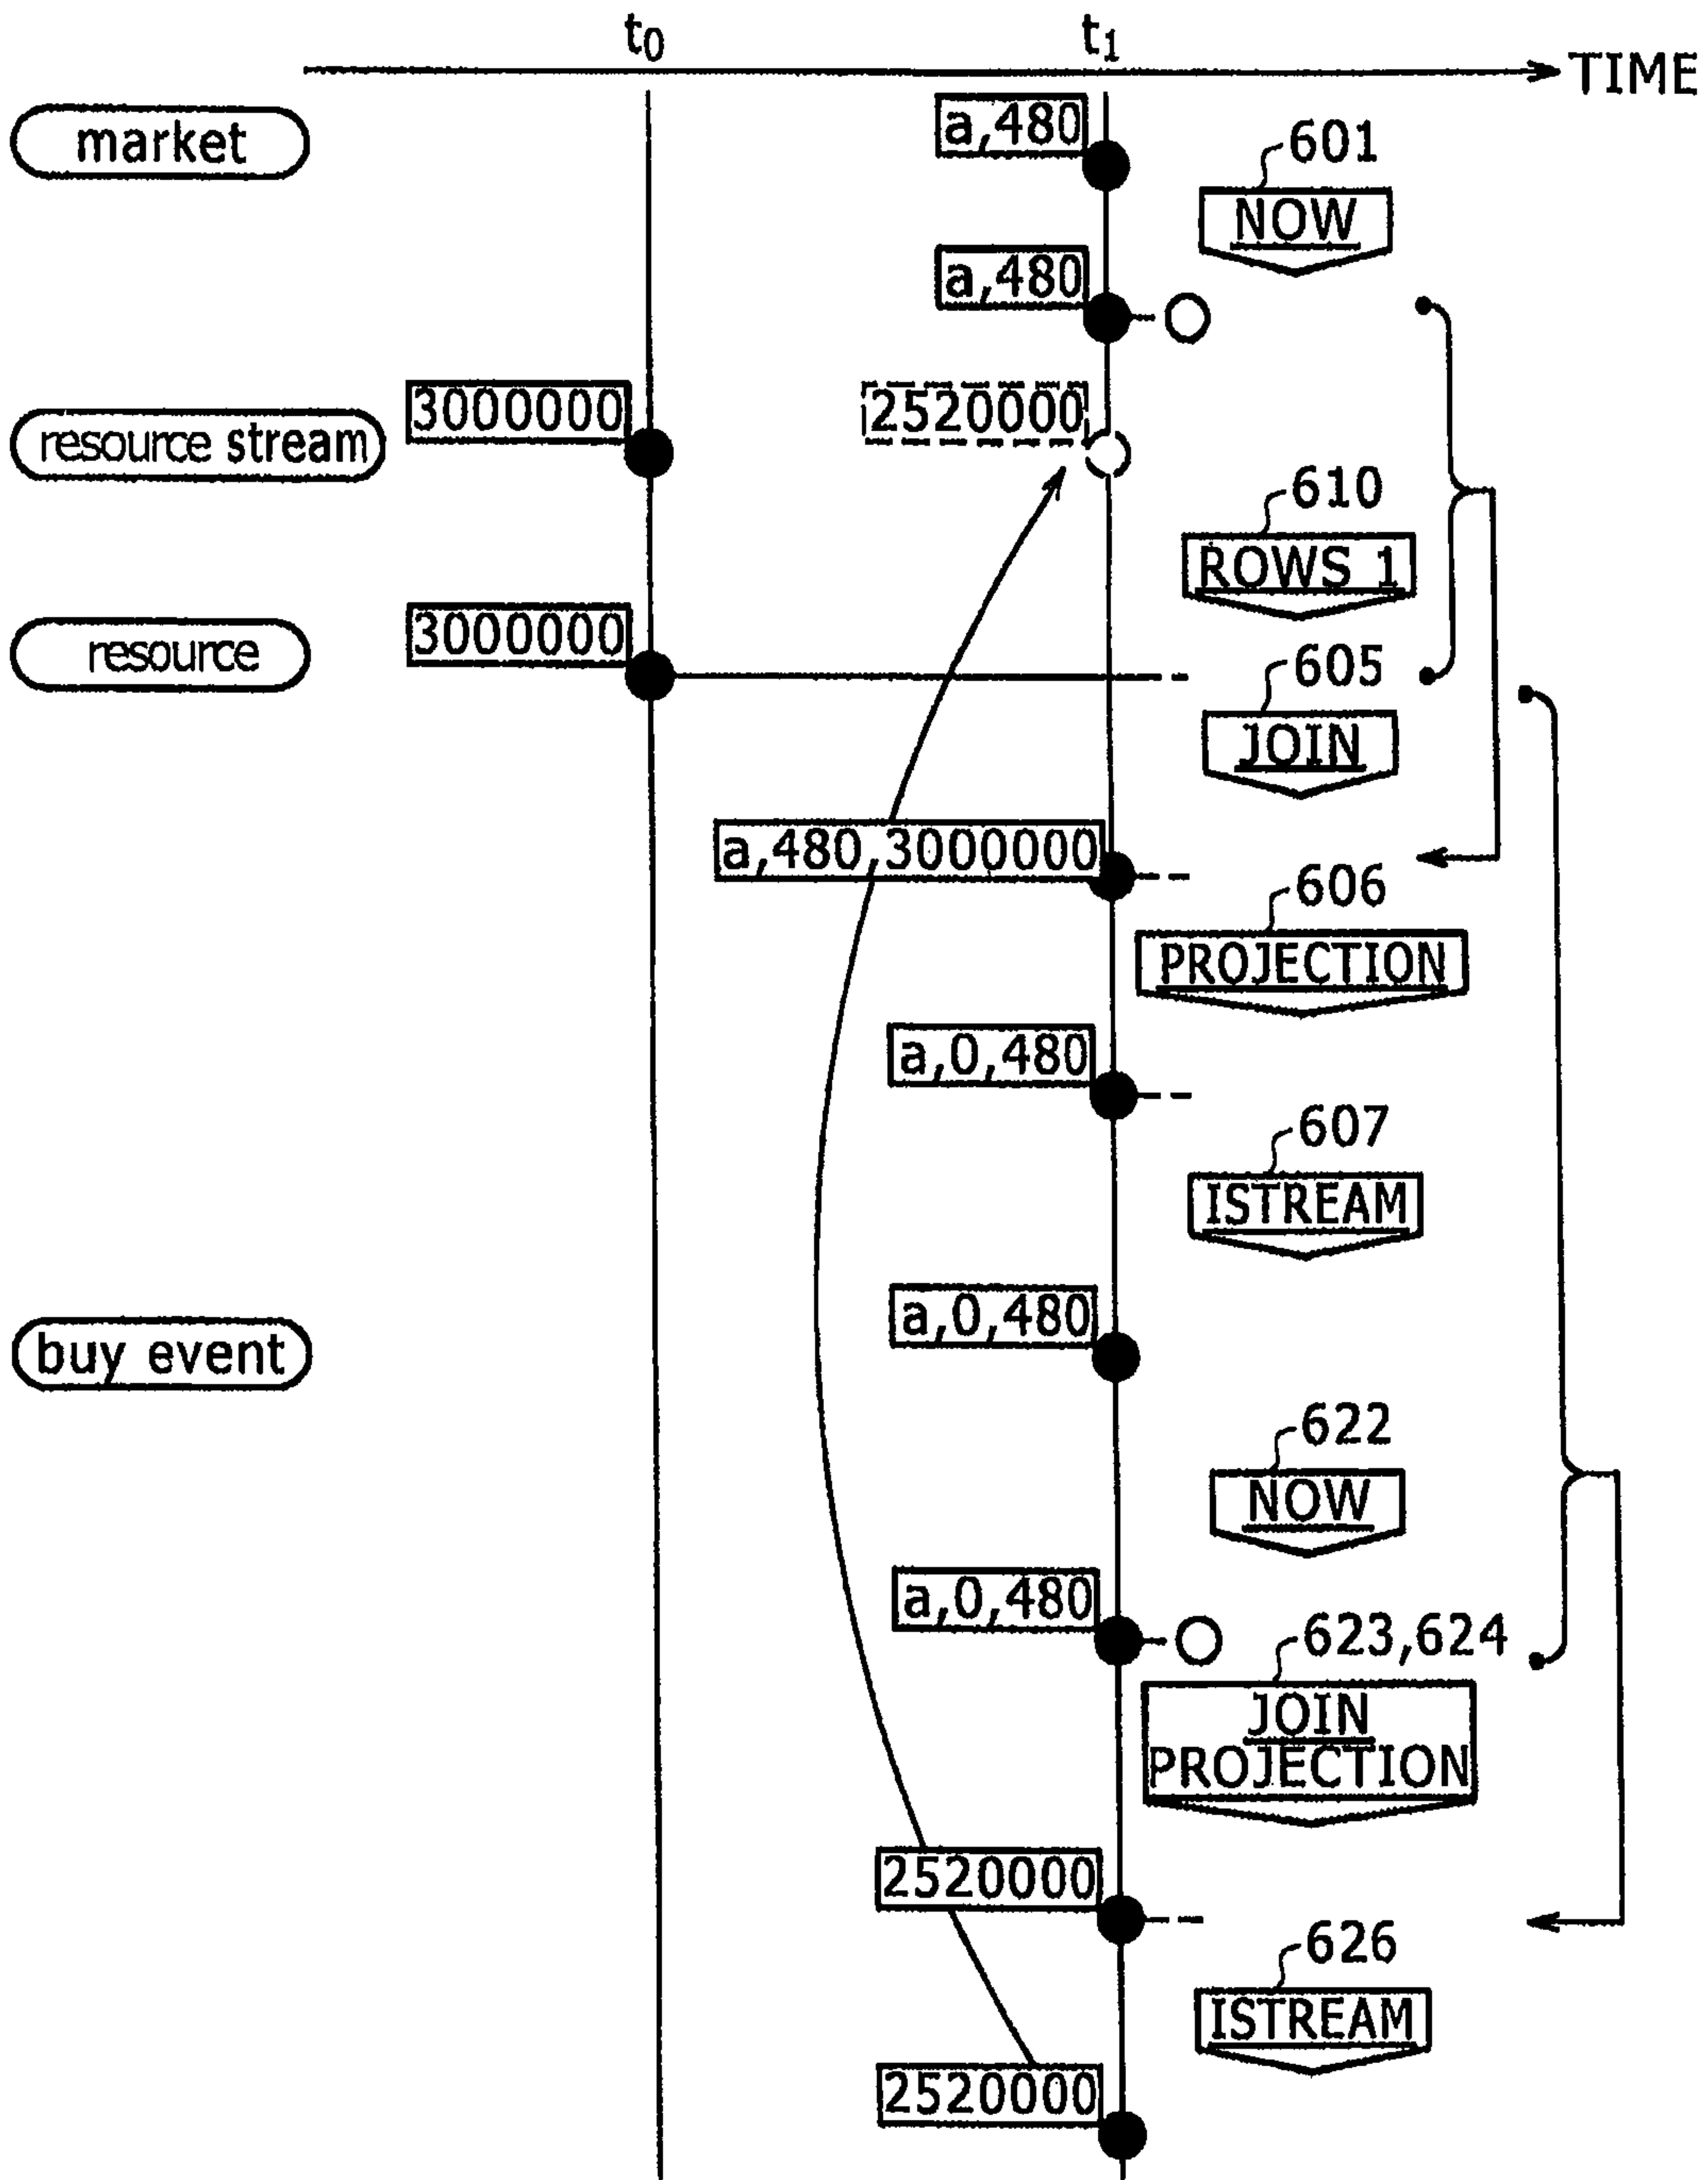 t0 t1
TIME
market
a,480
601
NOW
a,480
resource stream
3000000
2520000
610
ROWS 1
resource
3000000
605
JOIN
a,480,3000000
606
PROJECTION
a,0,480
607
ISTREAM
buy event
a,0,480
622
NOW
a,0,480
623,624
JOIN
PROJECTION
2520000
626
ISTREAM
2520000